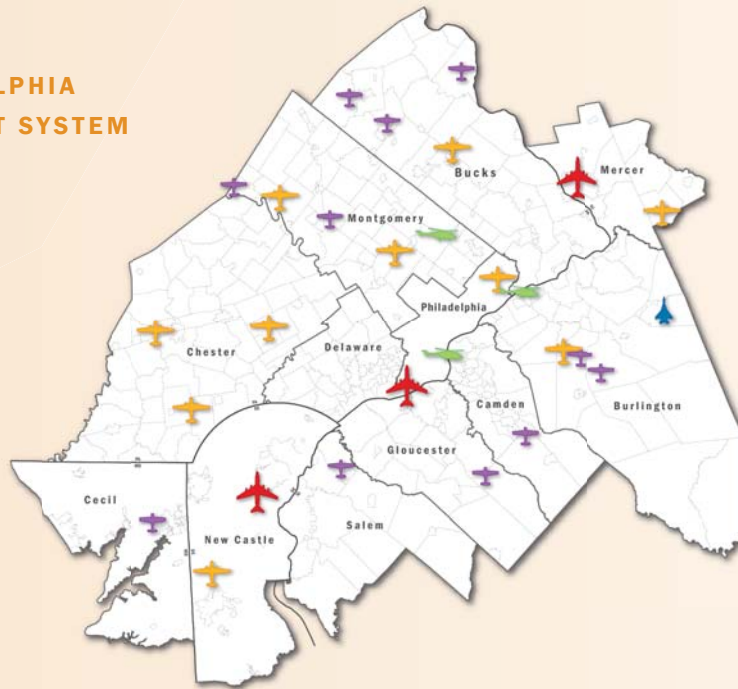 LPHIA
T SYSTEM
Bucks
Mercer
Montgomery
Philadelphia
Chester
Delaware
Camden
Burlington
Gloucester
Cecil
New Castle
Salem